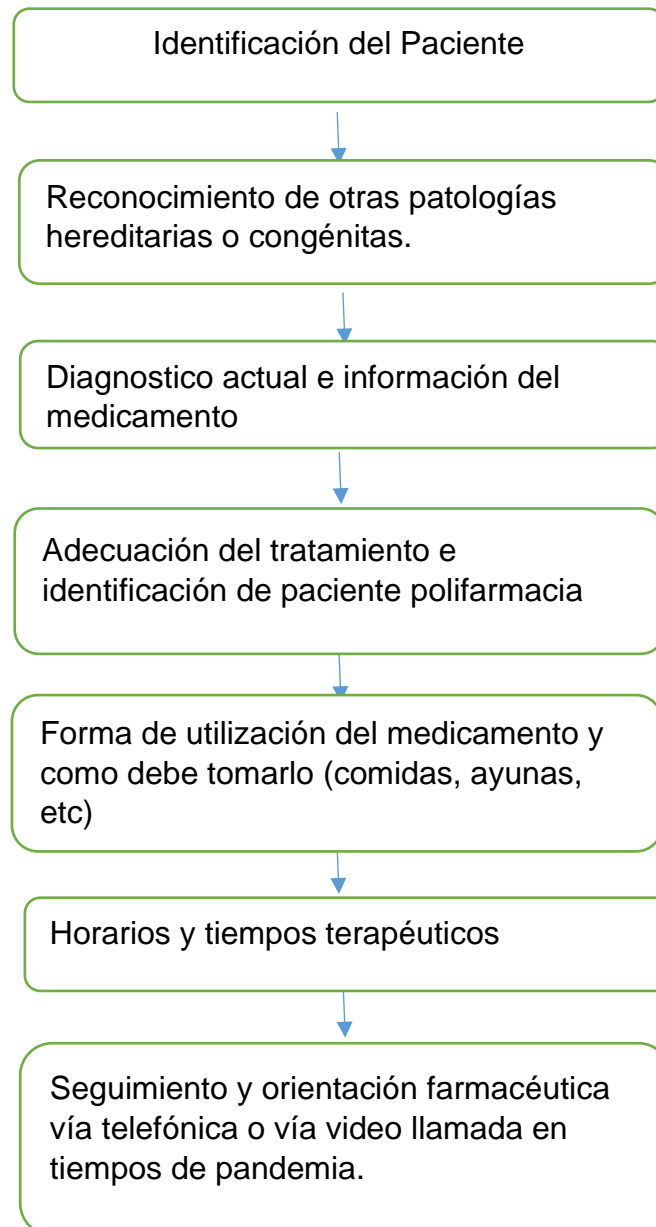 Identificación del Paciente
Reconocimiento de otras patologías
hereditarias o congénitas.
Diagnostico actual e información del
medicamento
Adecuación del tratamiento e
identificación de paciente polifarmacia
Forma de utilización del medicamento y
como debe tomarlo (comidas, ayunas,
etc)
Horarios y tiempos terapéuticos
Seguimiento y orientación farmacéutica
vía telefónica o vía video llamada en
tiempos de pandemia.